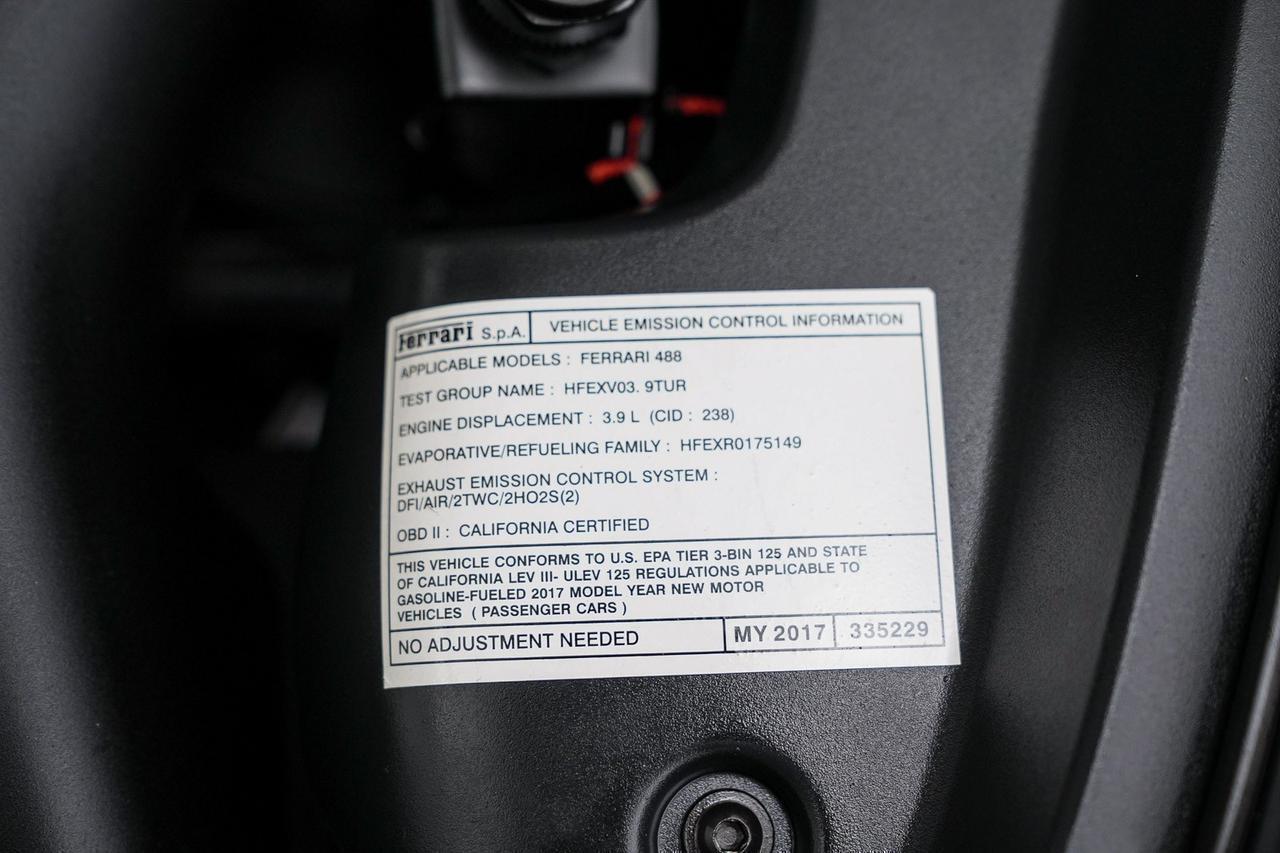 Ferrari S.p.A. VEHICLE EMISSION CONTROL INFORMATION
APPLICABLE MODELS : FERRARI 488
TEST GROUP NAME : HFEXV03. 9TUR
ENGINE DISPLACEMENT : 3.9 L (CID : 238)
EVAPORATIVE/REFUELING FAMILY : HFEXR0175149
EXHAUST EMISSION CONTROL SYSTEM :
DFI/AIR/2TWC/2HO2S(2)
OBD II : CALIFORNIA CERTIFIED
THIS VEHICLE CONFORMS TO U.S. EPA TIER 3-BIN 125 AND STATE
OF CALIFORNIA LEV III- ULEV 125 REGULATIONS APPLICABLE TO
GASOLINE-FUELED 2017 MODEL YEAR NEW MOTOR
VEHICLES ( PASSENGER CARS )
NO ADJUSTMENT NEEDED MY 2017 335229